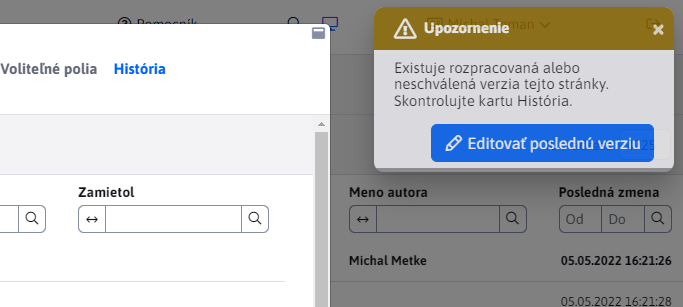 Pomocník
Upozornenie
Existuje rozpracovaná alebo
neschválená verzia tejto stránky.
Skontrolujte kartu História.
Editovať poslednú verziu
Voliteľné polia História
Zamietol Meno autora Posledná zmena
Od Do
Michal Metke 05.05.2022 16:21:26
05.05.2022 16:21:28